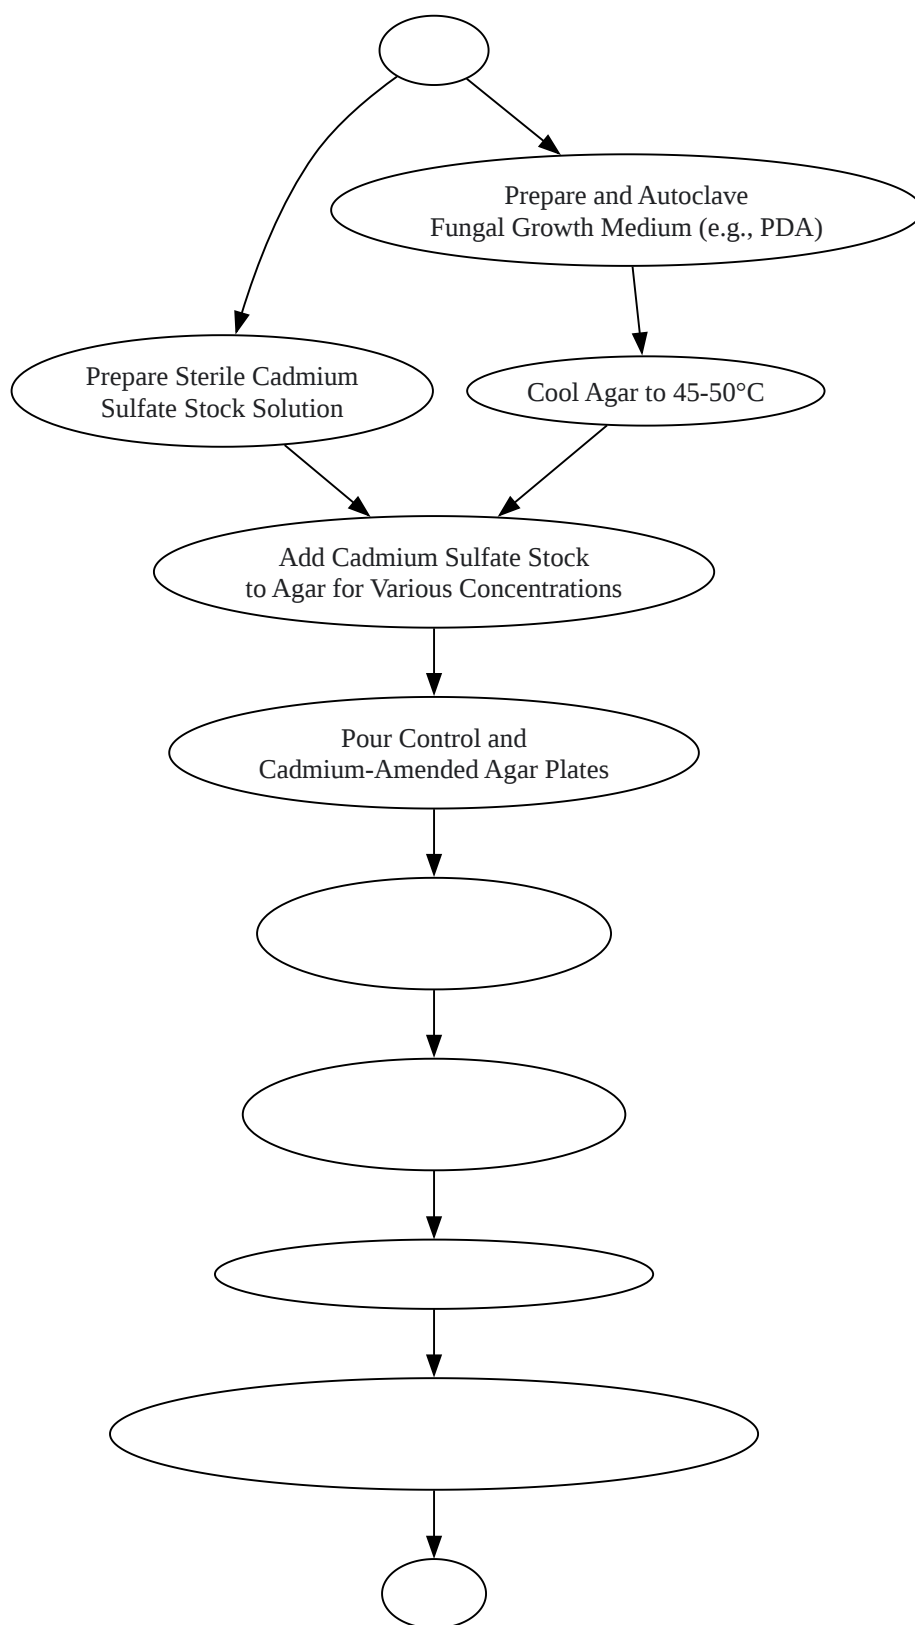 Prepare and Autoclave
Fungal Growth Medium (e.g., PDA)
Prepare Sterile Cadmium
Sulfate Stock Solution
Cool Agar to 45-50°C
Add Cadmium Sulfate Stock
to Agar for Various Concentrations
Pour Control and
Cadmium-Amended Agar Plates